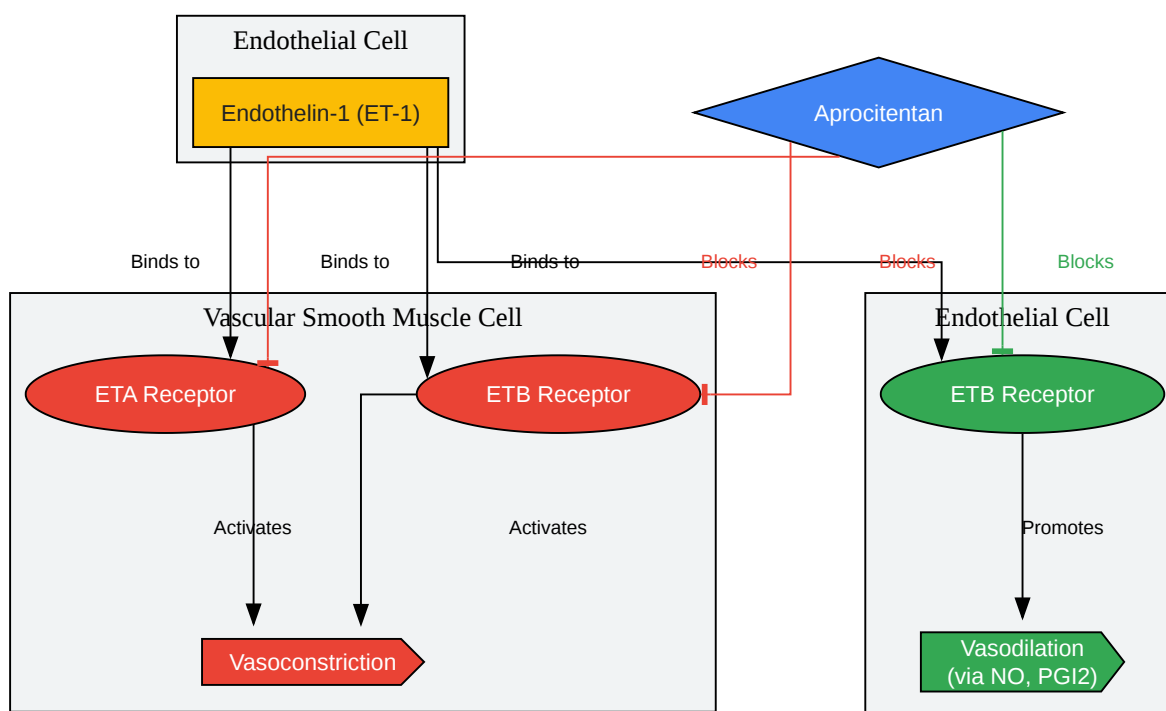 Endothelial Cell
Endothelin-1 (ET-1)
Aprocitentan
Binds to
Binds to
Binds to
Blocks
Blocks
Blocks
Vascular Smooth Muscle Cell
Endothelial Cell
ETA Receptor
ETB Receptor
ETB Receptor
Activates
Activates
Promotes
Vasoconstriction
Vasodilation
(via NO, PGI2)